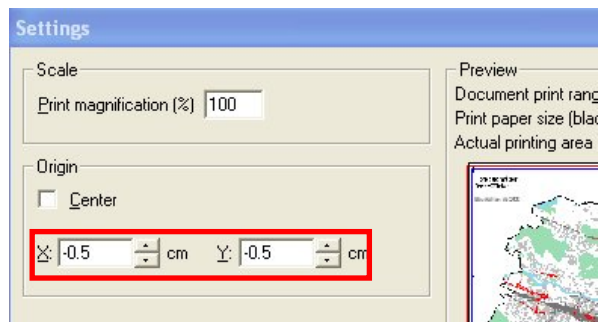 Settings
Scale
Print magnification (%) 100
Origin
Center
X: -0.5 cm Y: -0.5 cm
Preview
Document print rang
Print paper size (blac
Actual printing area